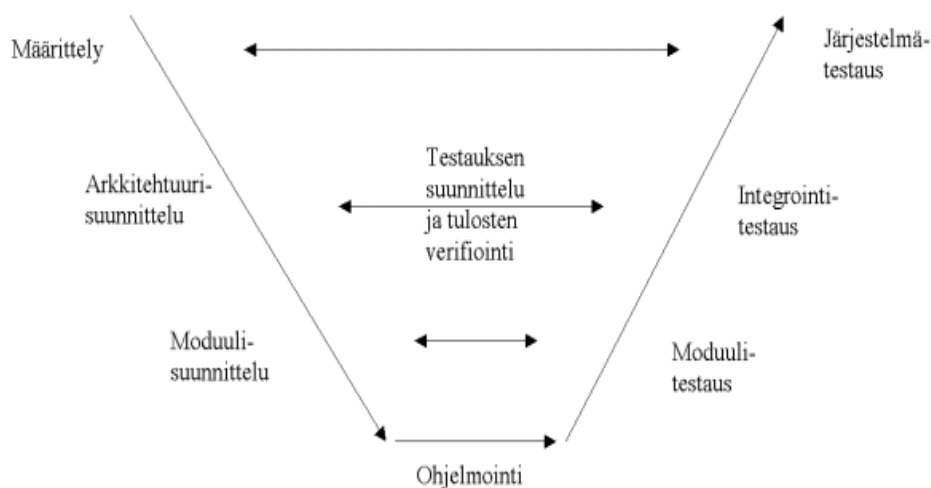 Määrittely
Järjestelmä-
testaus
Testauksen
suunnittelu
ja tulosten
verifiointi
Arkkitehtuuri-
suunnittelu
Integrointi-
testaus
Moduuli-
suunnittelu
Moduuli-
testaus
Ohjelmointi